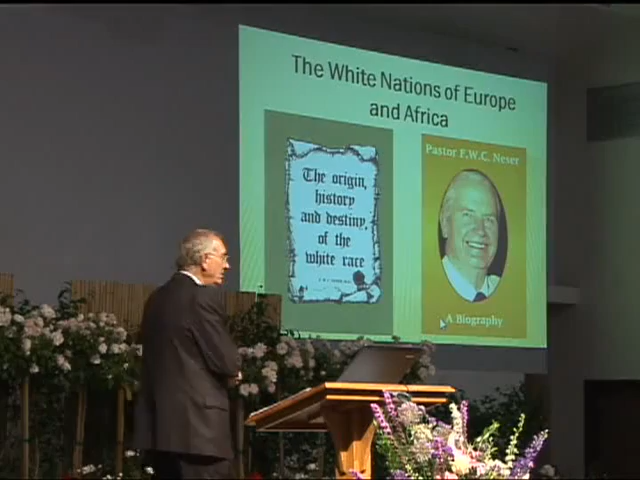 The White Nations of Europe
and Africa
The origin,
history
and destiny
of the
white race
Pastor F.W.C. Neser
A Biography